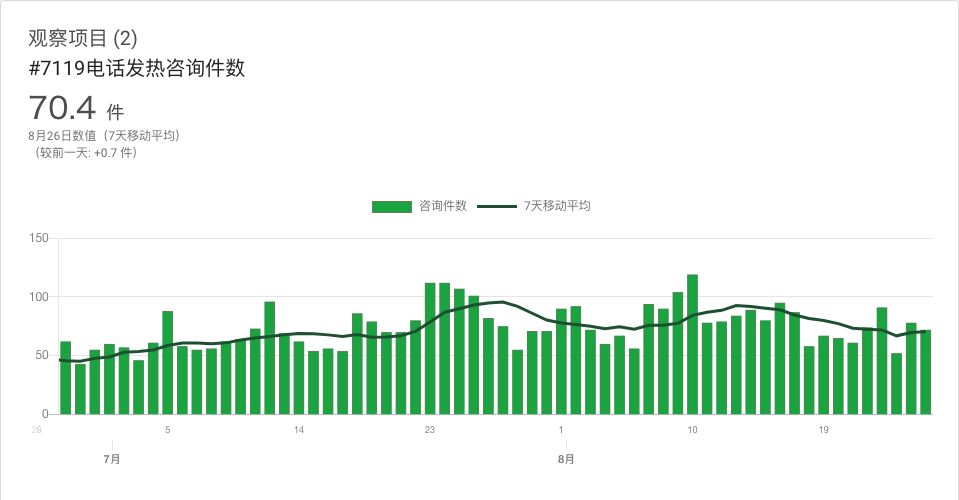 观察项目 (2)
#7119电话发热咨询件数
70.4 件
8月26日数值（7天移动平均）
（较前一天: +0.7 件）
咨询件数 7天移动平均
150
100
50
0
26 5 14 23 1 10 19
7月 8月